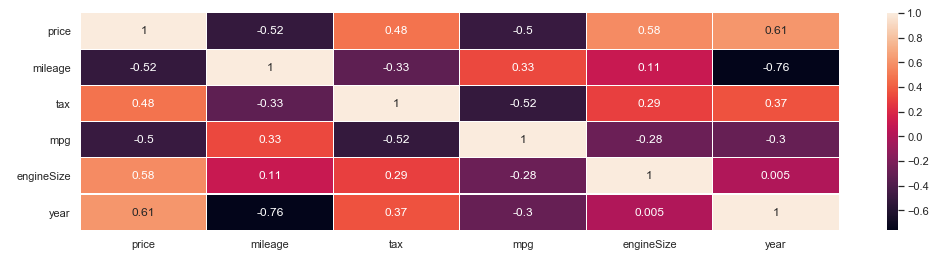 price 1 -0.52 0.48 -0.5 0.58 0.61
mileage -0.52 1 -0.33 0.33 0.11 -0.76
tax 0.48 -0.33 1 -0.52 0.29 0.37
mpg -0.5 0.33 -0.52 1 -0.28 -0.3
engineSize 0.58 0.11 0.29 -0.28 1 0.005
year 0.61 -0.76 0.37 -0.3 0.005 1
price mileage tax mpg engineSize year
1.0
0.8
0.6
0.4
0.2
0.0
−0.2
−0.4
−0.6